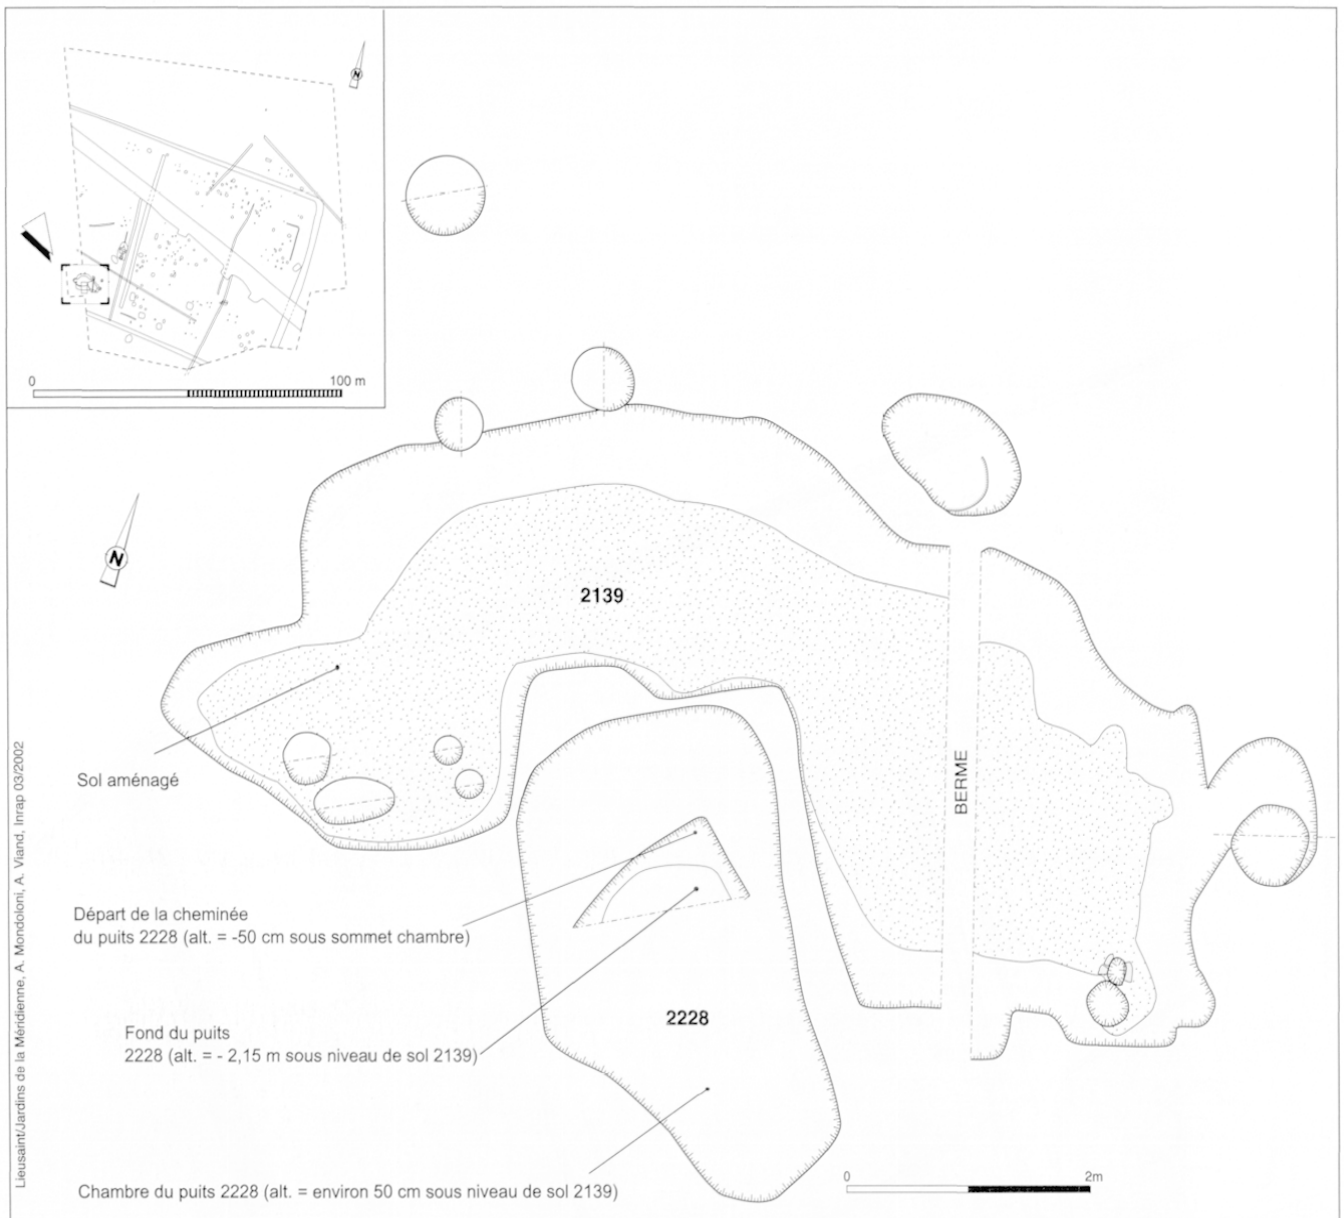 N
0 100 m
N
2139
Sol aménagé
BERME
Départ de la cheminée
du puits 2228 (alt. = -50 cm sous sommet chambre)
Fond du puits
2228 (alt. = - 2,15 m sous niveau de sol 2139)
2228
Chambre du puits 2228 (alt. = environ 50 cm sous niveau de sol 2139)
0 2m
Lieusaint/Jardins de la Méridienne, A. Mondoloni, A. Viand, Inrap 03/2002